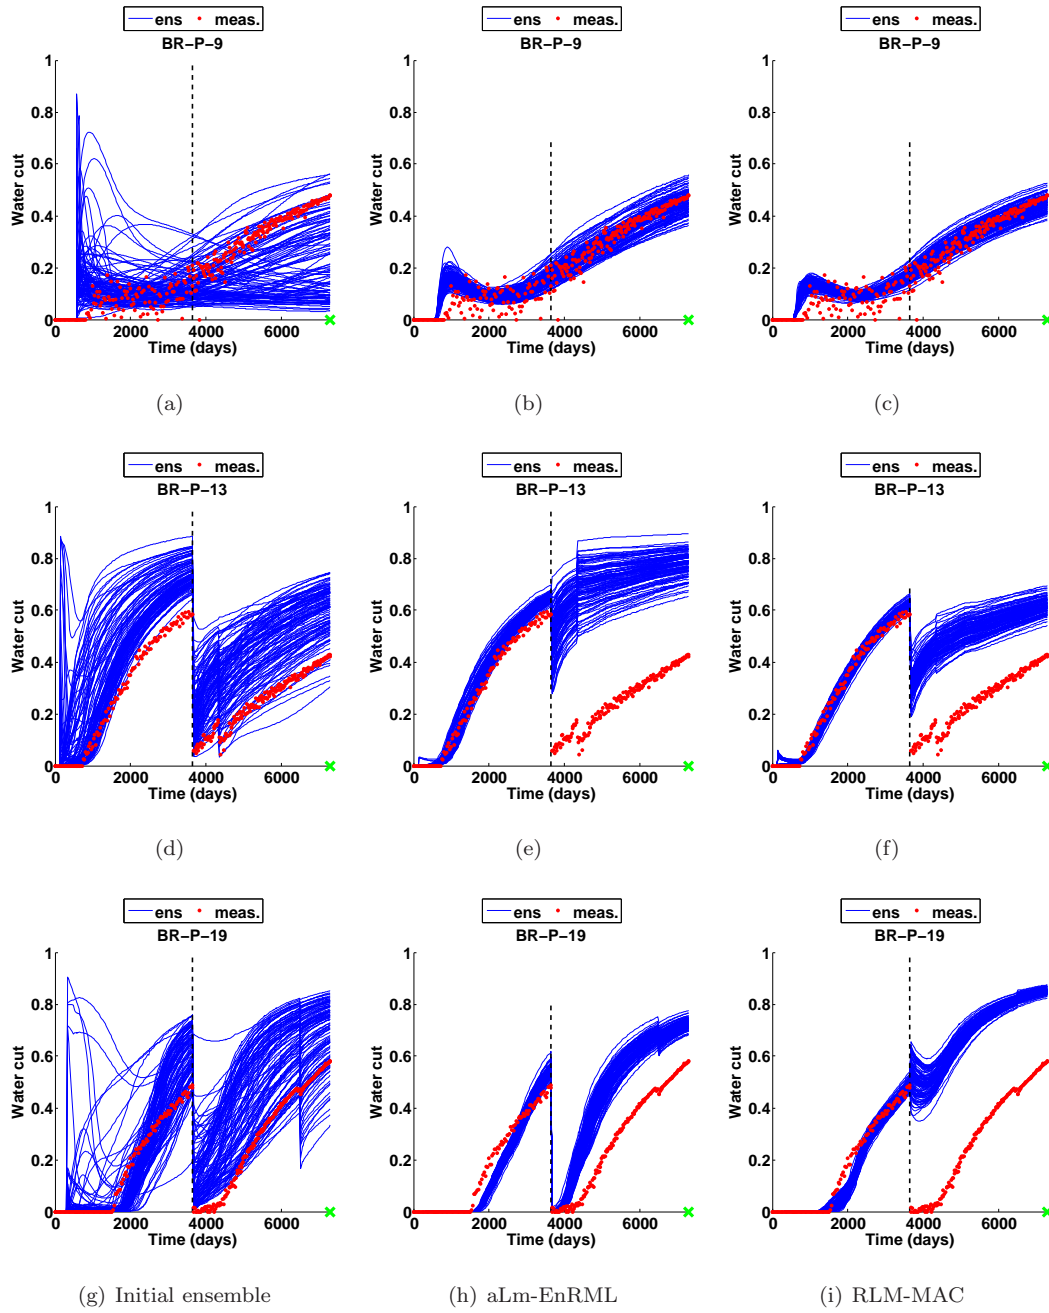 ens meas. ens meas. ens meas.
BR−P−9 BR−P−9 BR−P−9
1 1 1
0.8 0.8 0.8
0.6 0.6 0.6
Water cut Water cut Water cut
0.4 0.4 0.4
0.2 0.2 0.2
0 0 0
0 2000 4000 6000 0 2000 4000 6000 0 2000 4000 6000
Time (days) Time (days) Time (days)
(a) (b) (c)
ens meas. ens meas. ens meas.
BR−P−13 BR−P−13 BR−P−13
1 1 1
0.8 0.8 0.8
0.6 0.6 0.6
Water cut Water cut Water cut
0.4 0.4 0.4
0.2 0.2 0.2
0 0 0
0 2000 4000 6000 0 2000 4000 6000 0 2000 4000 6000
Time (days) Time (days) Time (days)
(d) (e) (f)
ens meas. ens meas. ens meas.
BR−P−19 BR−P−19 BR−P−19
1 1 1
0.8 0.8 0.8
0.6 0.6 0.6
Water cut Water cut Water cut
0.4 0.4 0.4
0.2 0.2 0.2
0 0 0
0 2000 4000 6000 0 2000 4000 6000 0 2000 4000 6000
Time (days) Time (days) Time (days)
(g) Initial ensemble (h) aLm-EnRML (i) RLM-MAC